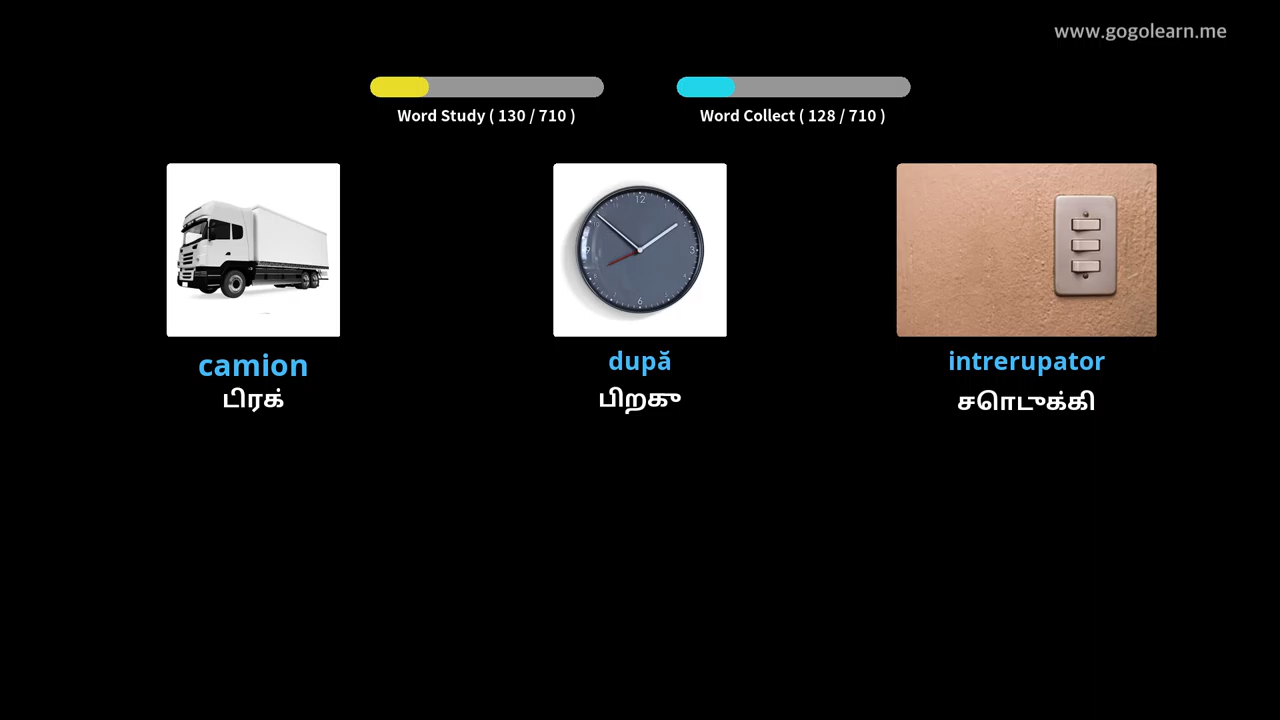 www.gogolearn.me
Word Study ( 130 / 710 )
Word Collect ( 128 / 710 )
camion
după
intrerupator
டிரக்
பிறகு
சொடுக்கி